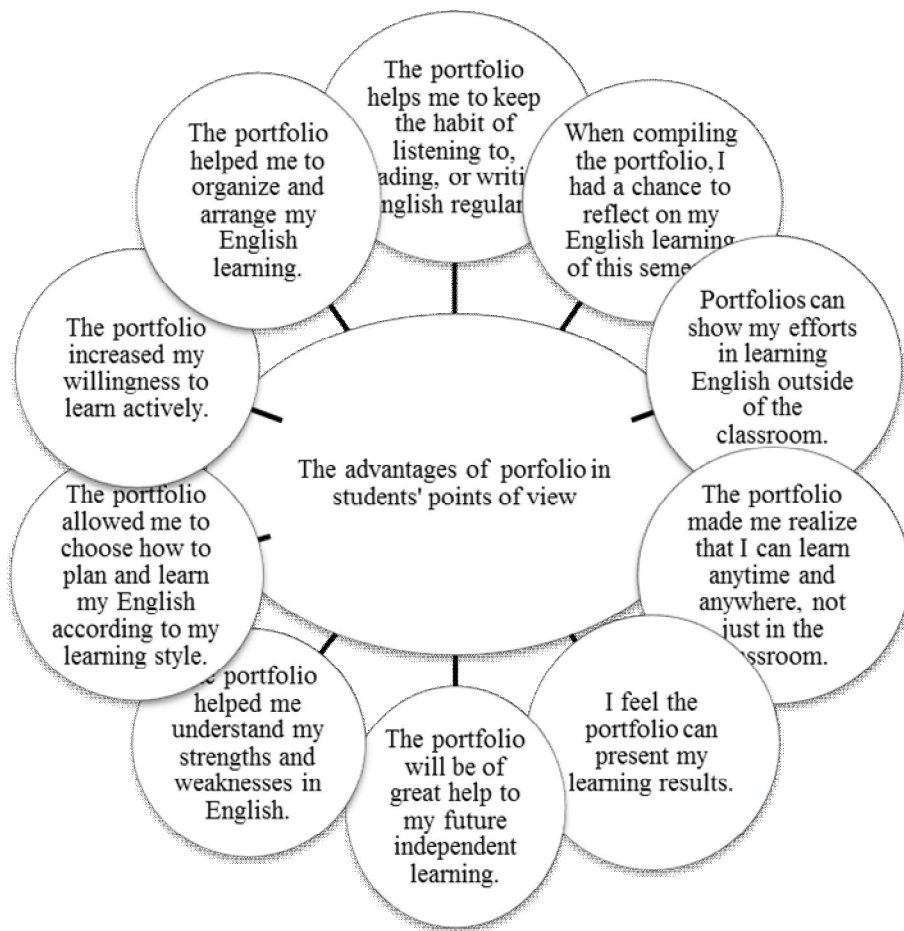 The portfolio
helps me to keep
the habit of
listening to,
ading, or writi
nglish regular
When compiling
the portfolio, I
had a chance to
reflect on my
English learning
of this seme
Portfolios can
show my efforts
in learning
English outside
of the
classroom.
The portfolio
made me realize
that I can learn
anytime and
anywhere, not
just in the
ssroom.
I feel the
portfolio can
present my
learning results.
The portfolio
will be of
great help to
my future
independent
learning.
portfolio
helped me
understand my
strengths and
weaknesses in
English.
The portfolio
allowed me to
choose how to
plan and learn
my English
according to my
learning style.
The portfolio
increased my
willingness to
learn actively.
The portfolio
helped me to
organize and
arrange my
English
learning.
The advantages of porfolio in
students' points of view